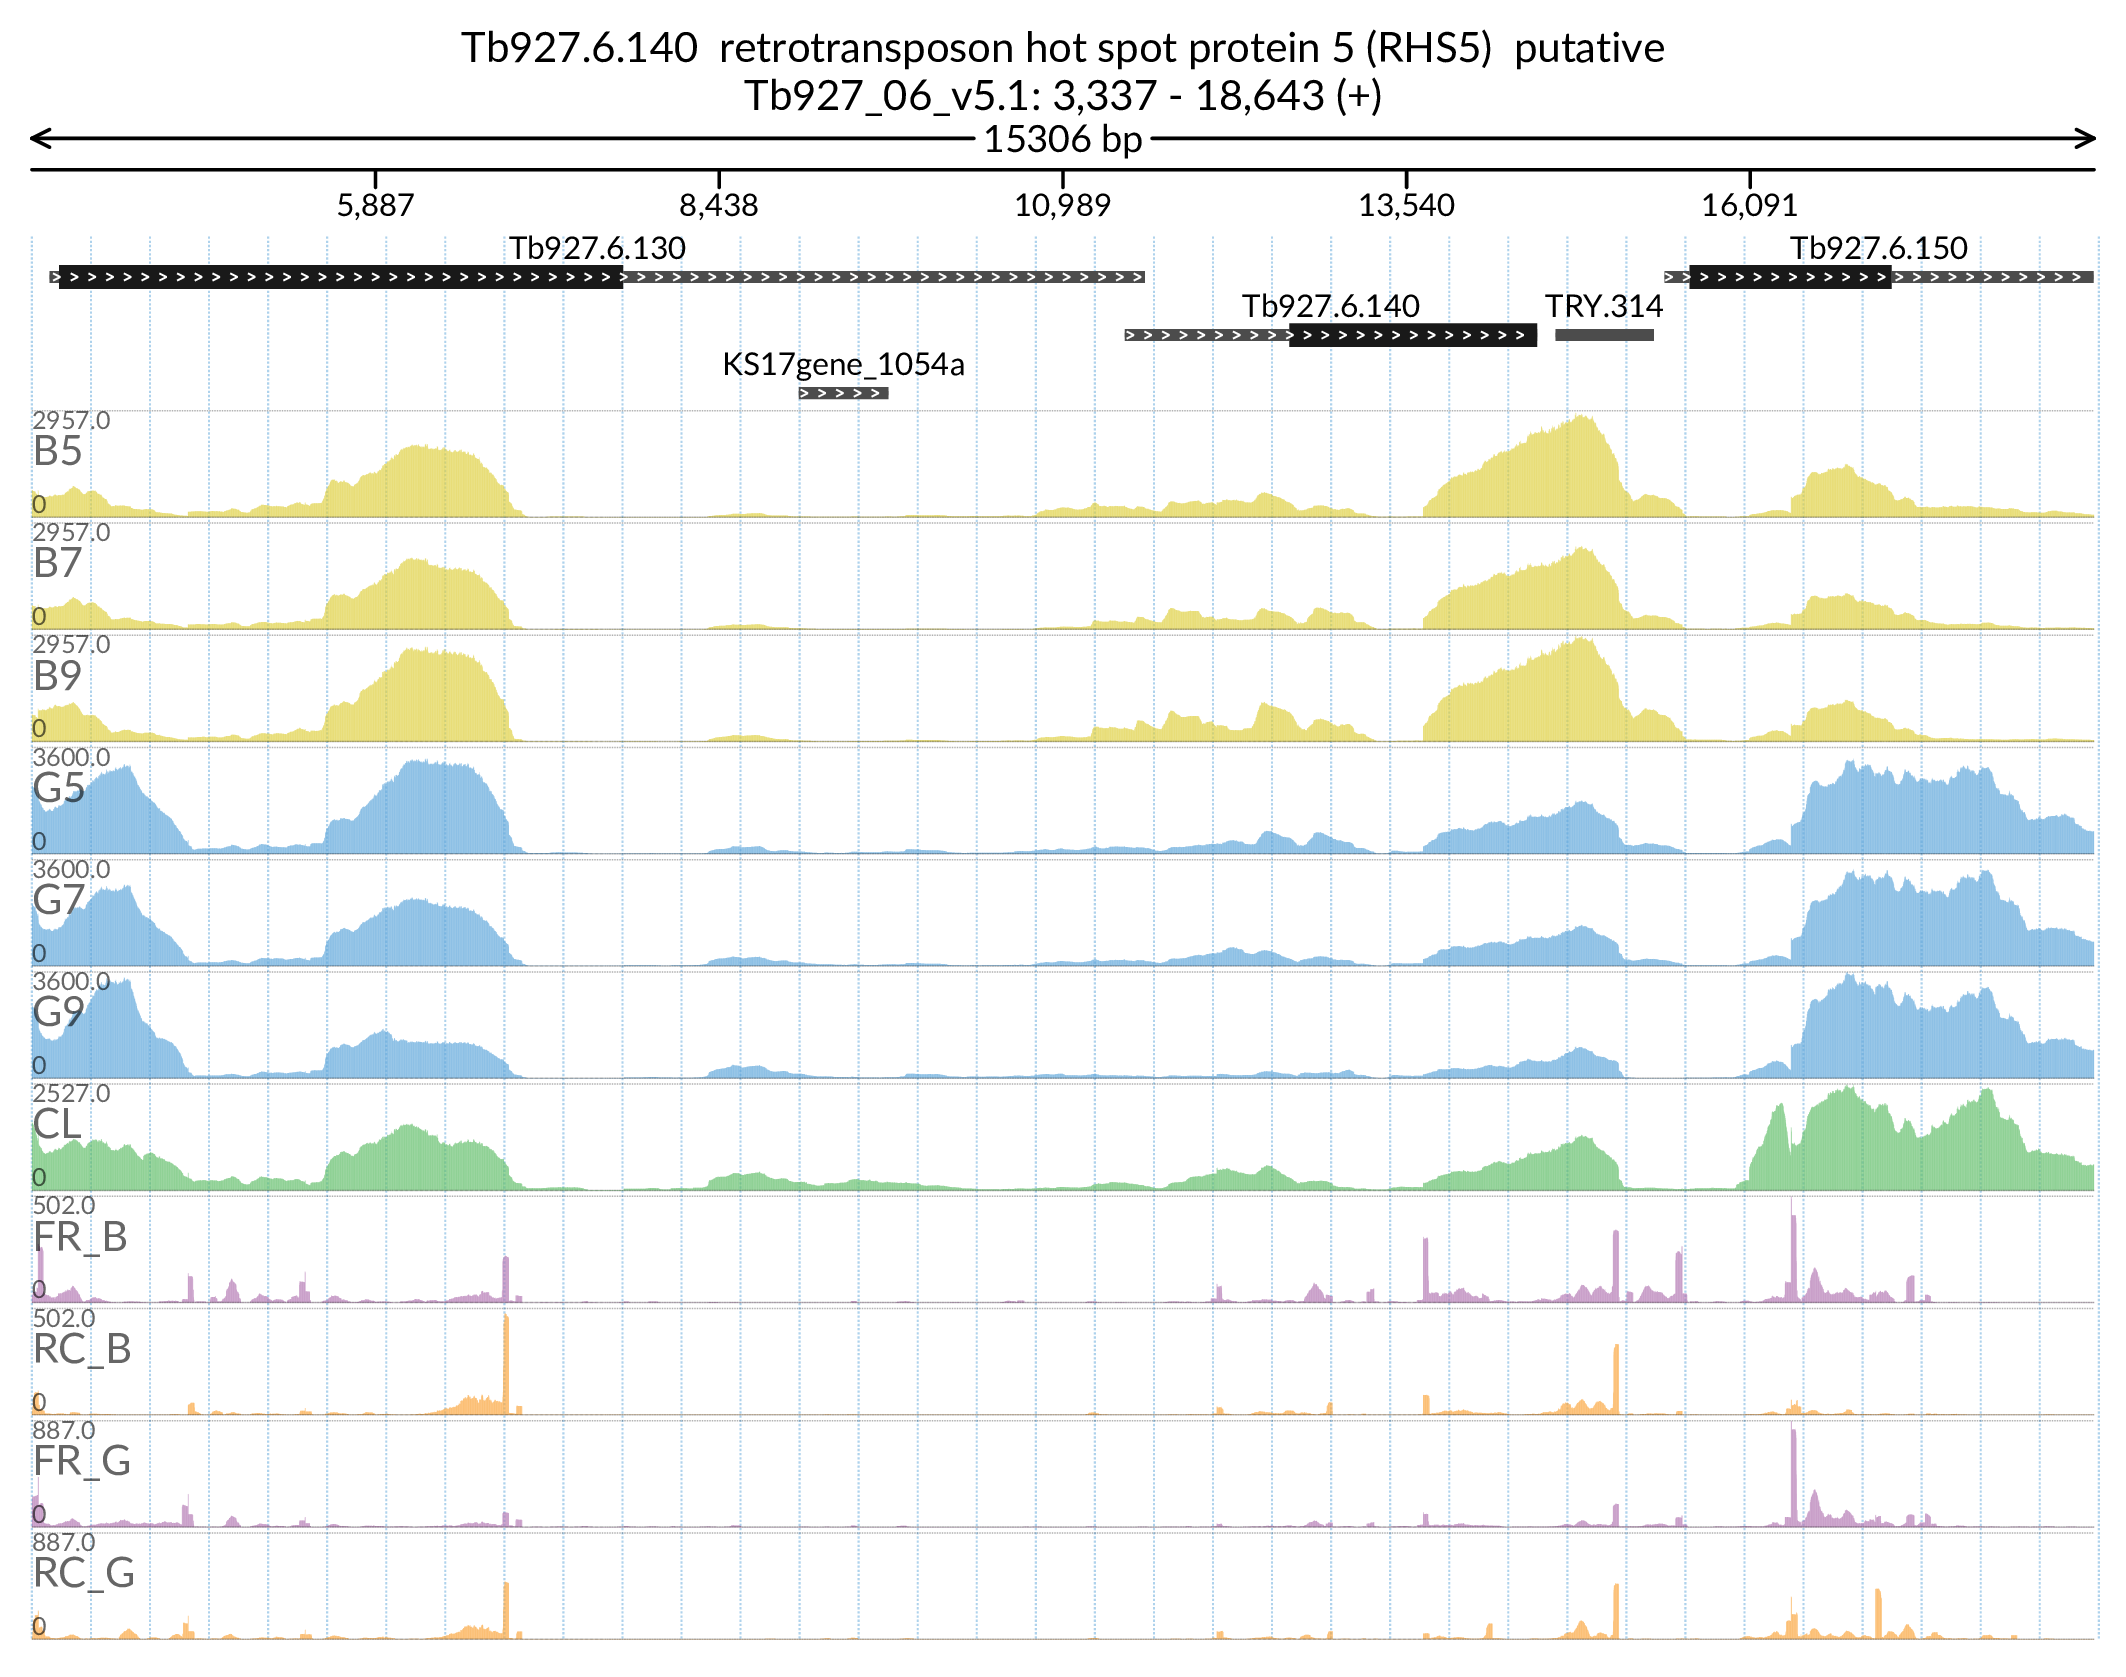 Tb927.6.140 retrotransposon hot spot protein 5 (RHS5) putative
Tb927_06_v5.1: 3,337 - 18,643 (+)
15306 bp
5,887 8,438 10,989 13,540 16,091
Tb927.6.130 Tb927.6.150
Tb927.6.140 TRY.314
KS17gene_1054a
2957.0
B5
0
2957.0
B7
0
2957.0
B9
0
3600.0
G5
0
3600.0
G7
0
3600.0
G9
0
2527.0
CL
0
502.0
FR_B
0
502.0
RC_B
0
887.0
FR_G
0
887.0
RC_G
0